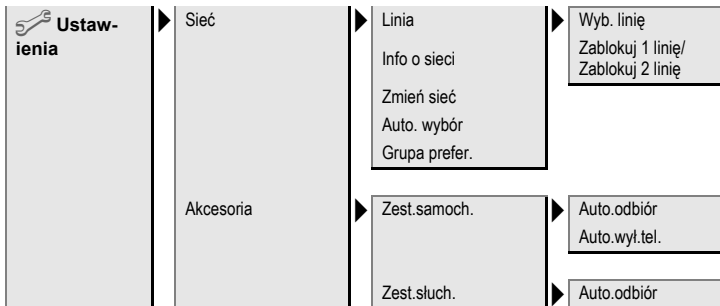 Ustaw-
ienia
Sieć
Linia
Wyb. linię
Info o sieci
Zablokuj 1 linię/
Zablokuj 2 linię
Zmień sieć
Auto. wybór
Grupa prefer.
Akcesoria
Zest.samoch.
Auto.odbiór
Auto.wył.tel.
Zest.słuch.
Auto.odbiór